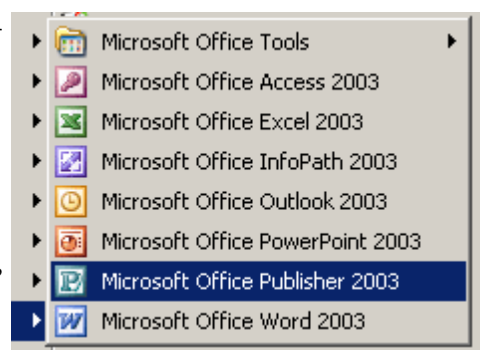 Microsoft Office Tools
Microsoft Office Access 2003
Microsoft Office Excel 2003
Microsoft Office InfoPath 2003
Microsoft Office Outlook 2003
Microsoft Office PowerPoint 2003
Microsoft Office Publisher 2003
Microsoft Office Word 2003